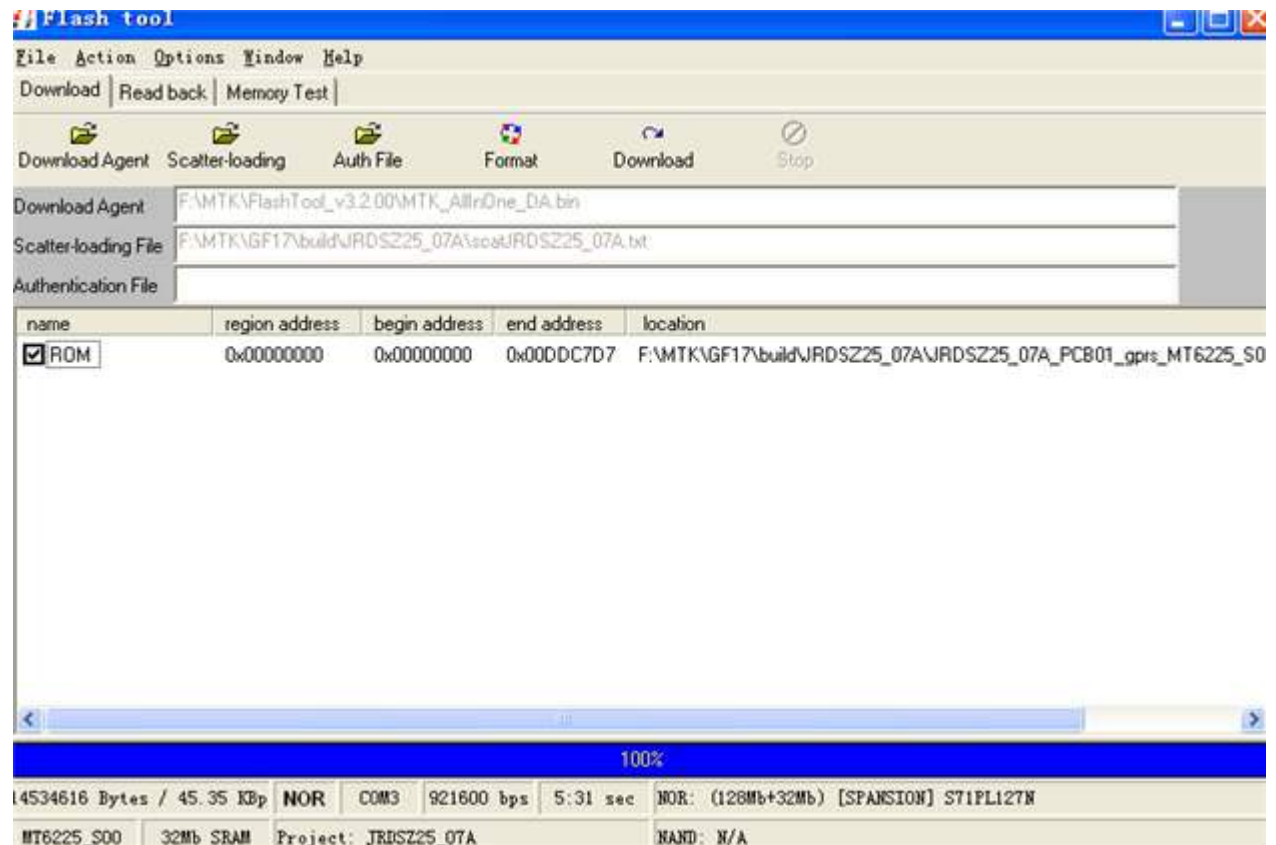 Flash tool
File Action Options Window Help
Download Read back Memory Test
Download Agent Scatter-loading Auth File Format Download Stop
Download Agent F:\MTK\FlashTool_v3.2.00\MTK_AllInOne_DA.bin
Scatter-loading File F:\MTK\GF17\build\JRDSZ25_07A\scatJRDSZ25_07A.txt
Authentication File
name region address begin address end address location
ROM 0x00000000 0x00000000 0x00DDC7D7 F:\MTK\GF17\build\JRDSZ25_07A\JRDSZ25_07A_PCB01_gprs_MT6225_S0
100%
14534616 Bytes / 45.35 KBp NOR COM3 921600 bps 5:31 sec NOR: (128Mb+32Mb) [SPANSION] S71PL127N
MT6225_S00 32Mb SRAM Project: JRDSZ25_07A NAND: N/A